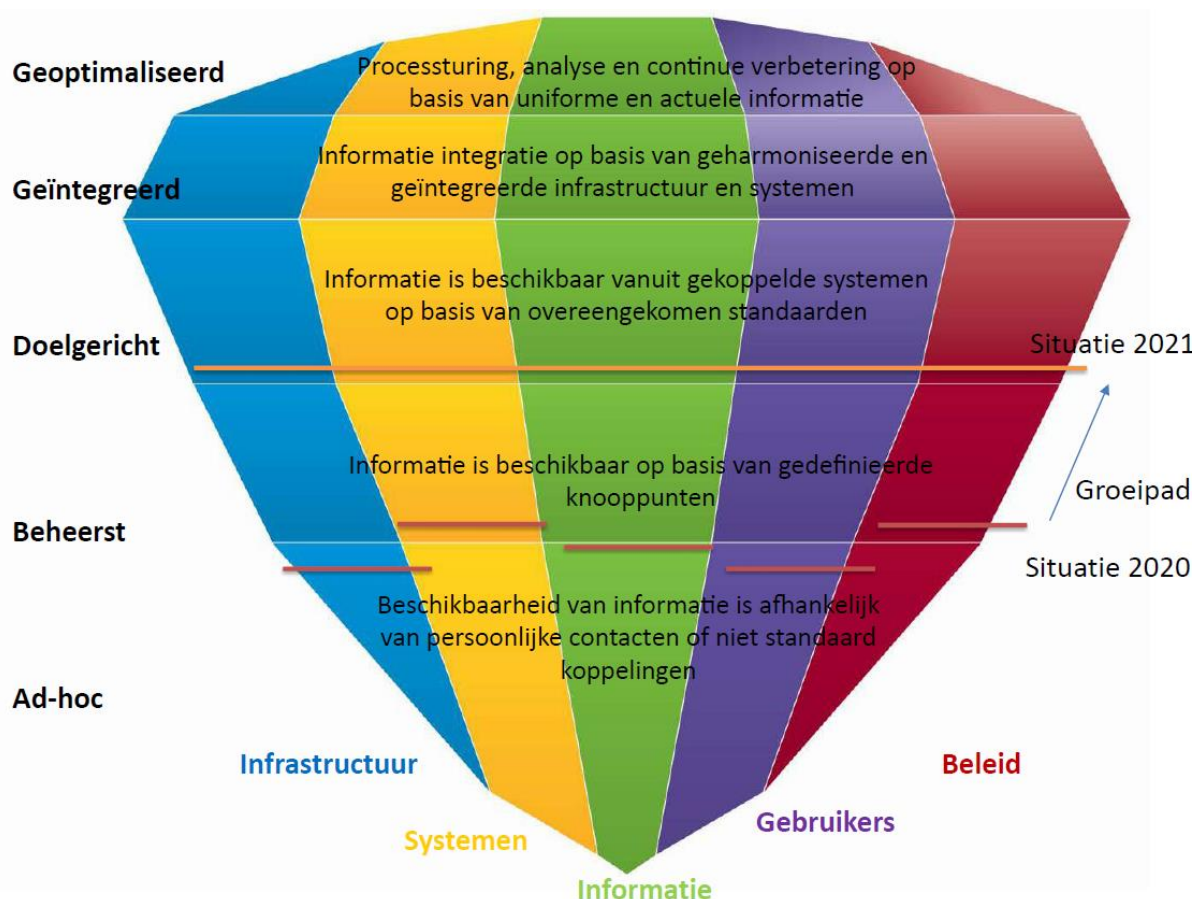 Geoptimaliseerd
Processturing, analyse en continue verbetering op
basis van uniforme en actuele informatie
Geïntegreerd
Informatie integratie op basis van geharmoniseerde en
geïntegreerde infrastructuur en systemen
Informatie is beschikbaar vanuit gekoppelde systemen
op basis van overeengekomen standaarden
Doelgericht
Situatie 2021
Informatie is beschikbaar op basis van gedefinieerde
knooppunten
Groeipad
Beheerst
Situatie 2020
Beschikbaarheid van informatie is afhankelijk
van persoonlijke contacten of niet standaard
koppelingen
Ad-hoc
Infrastructuur
Beleid
Gebruikers
Systemen
Informatie